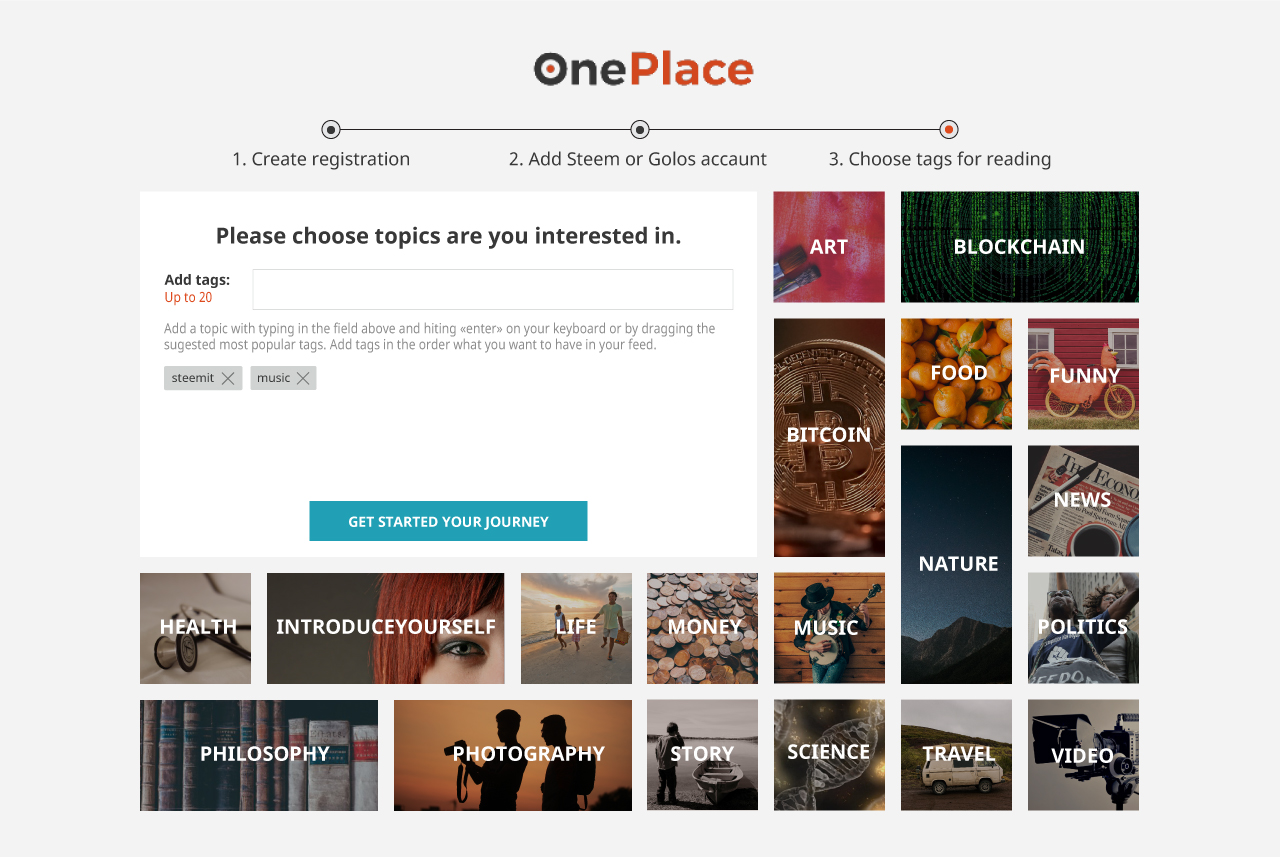 OnePlace
1. Create registration
2. Add Steem or Golos accaunt
3. Choose tags for reading
Please choose topics are you interested in.
Add tags:
Up to 20
Add a topic with typing in the field above and hiting «enter» on your keyboard or by dragging the
sugested most popular tags. Add tags in the order what you want to have in your feed.
steemit
music
GET STARTED YOUR JOURNEY
ART
BLOCKCHAIN
BITCOIN
FOOD
FUNNY
NATURE
NEWS
HEALTH
INTRODUCEYOURSELF
LIFE
MONEY
MUSIC
POLITICS
PHILOSOPHY
PHOTOGRAPHY
STORY
SCIENCE
TRAVEL
VIDEO